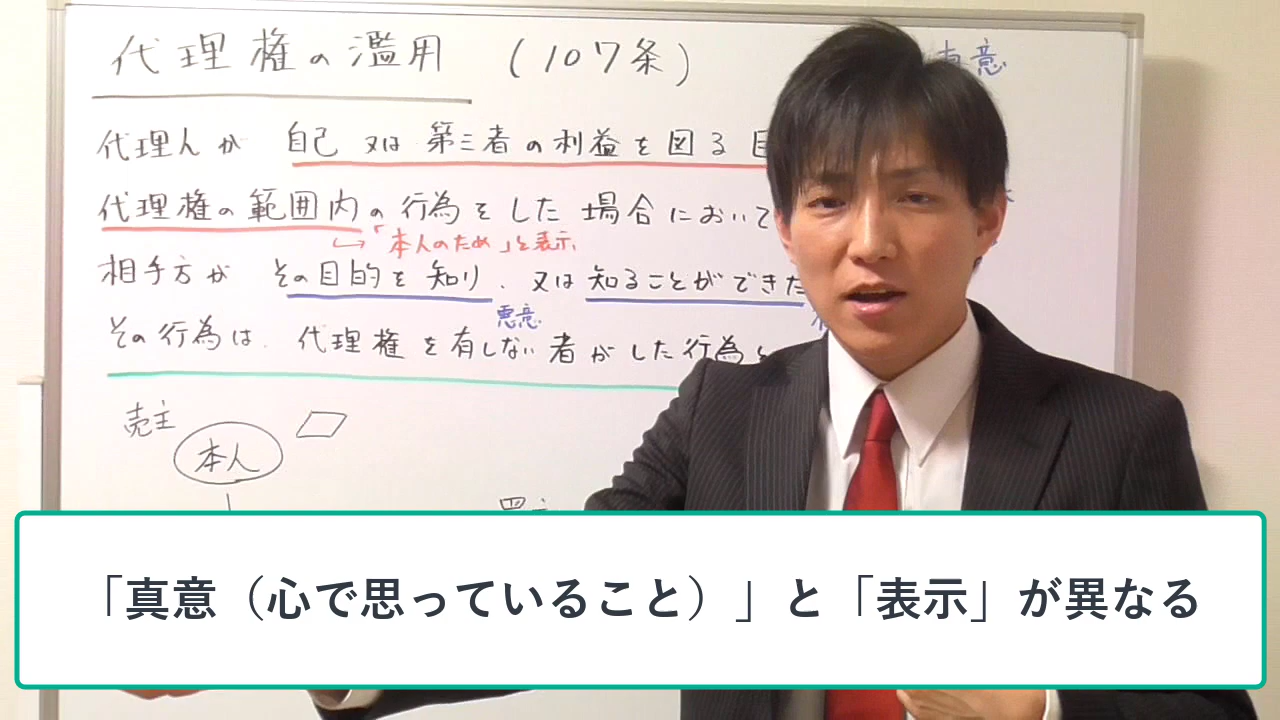 代理権の濫用 (107条)
真意
代理人が 自己 又は 第三者の利益を図る目
代理権の範囲内の行為をした場合において
↳「本人のため」と表示
相手方が その目的を知り、又は知ることができた
悪意
その行為は、代理権を有しない者がした行為と
売主
本人
買主
「真意（心で思っていること）」と「表示」が異なる